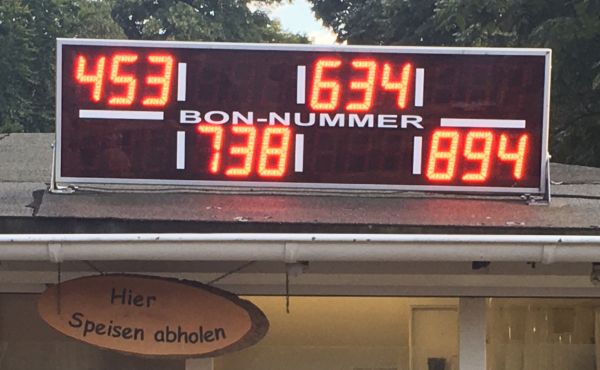 453 634
BON-NUMMER
738 894
Hier
Speisen abholen